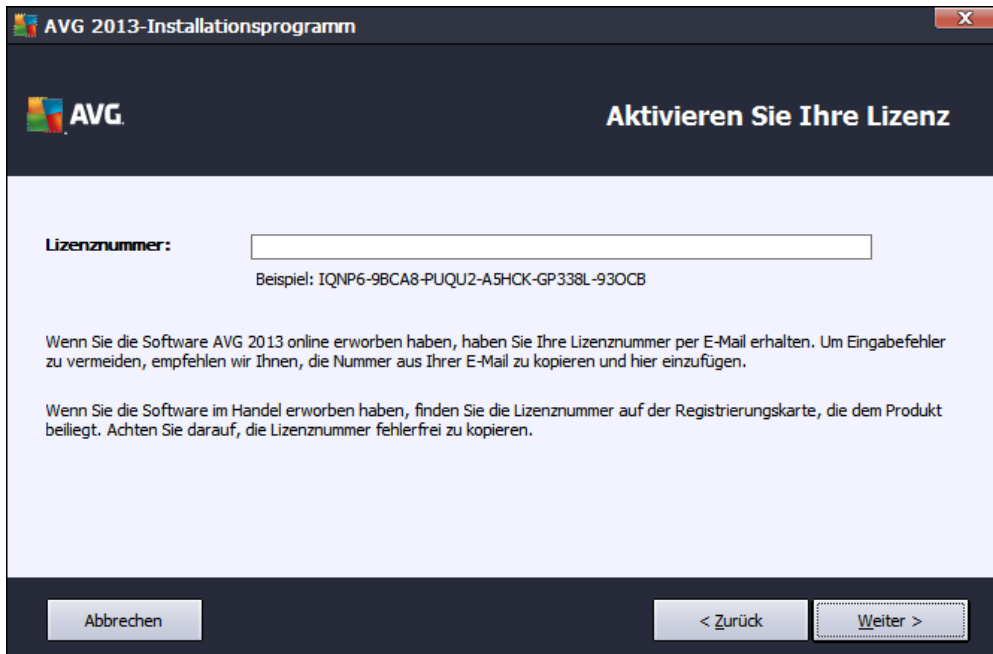 AVG 2013-Installationsprogramm
X
AVG.
Aktivieren Sie Ihre Lizenz
Lizenznummer:
Beispiel: IQNP6-9BCA8-PUQU2-A5HCK-GP338L-93OCB
Wenn Sie die Software AVG 2013 online erworben haben, haben Sie Ihre Lizenznummer per E-Mail erhalten. Um Eingabefehler
zu vermeiden, empfehlen wir Ihnen, die Nummer aus Ihrer E-Mail zu kopieren und hier einzufügen.
Wenn Sie die Software im Handel erworben haben, finden Sie die Lizenznummer auf der Registrierungskarte, die dem Produkt
beiliegt. Achten Sie darauf, die Lizenznummer fehlerfrei zu kopieren.
Abbrechen
< Zurück
Weiter >